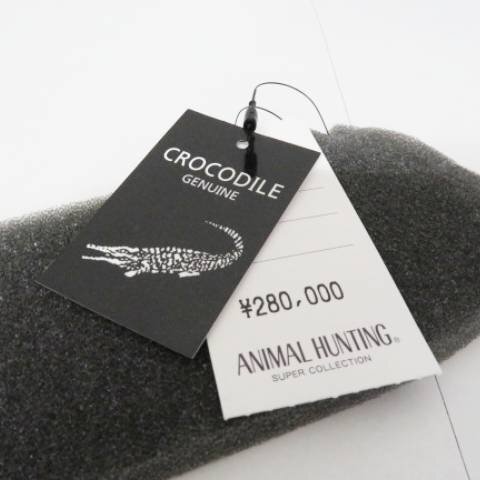 CROCODILE
GENUINE
¥280,000
ANIMAL HUNTING®
SUPER COLLECTION